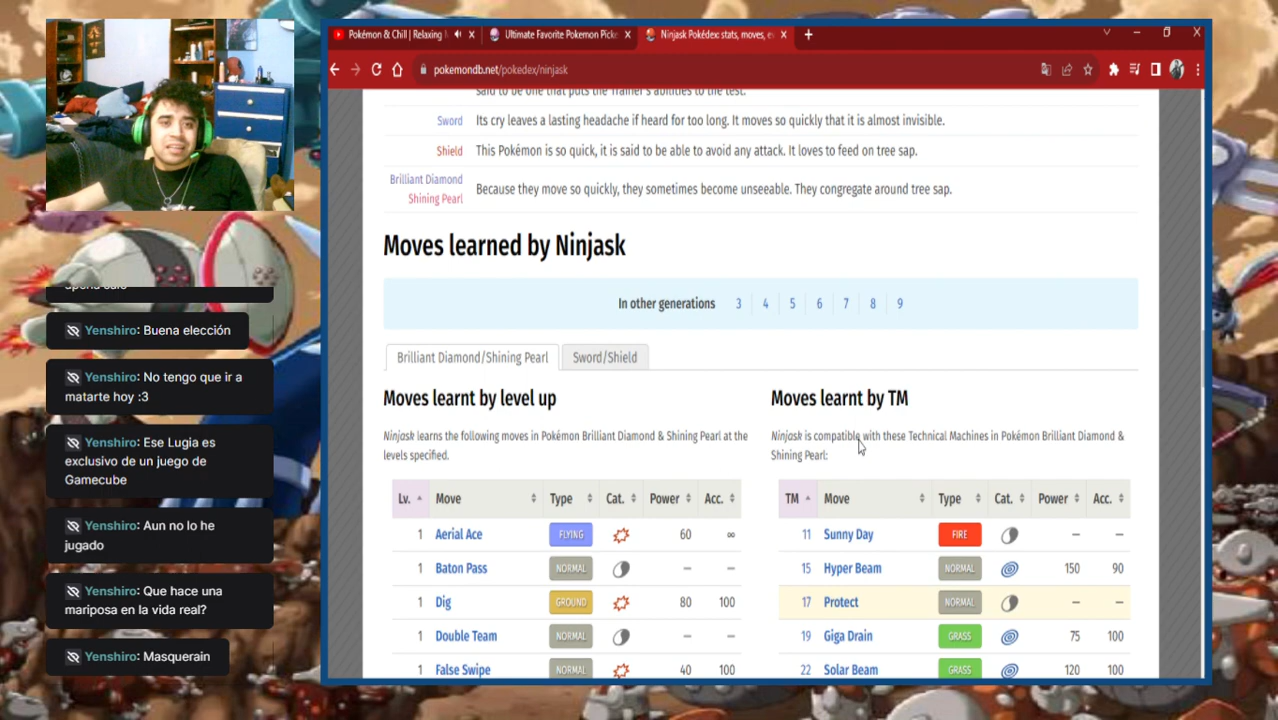 Pokémon & Chill | Relaxing
Ultimate Favorite Pokemon Picke
Ninjask Pokédex: stats, moves, e
pokemondb.net/pokedex/ninjask
said to be one that puts the Trainer's abilities to the test.
Sword Its cry leaves a lasting headache if heard for too long. It moves so quickly that it is almost invisible.
Shield This Pokémon is so quick, it is said to be able to avoid any attack. It loves to feed on tree sap.
Brilliant Diamond
Shining Pearl
Because they move so quickly, they sometimes become unseeable. They congregate around tree sap.
Moves learned by Ninjask
In other generations 3 4 5 6 7 8 9
Brilliant Diamond/Shining Pearl Sword/Shield
Moves learnt by level up
Ninjask learns the following moves in Pokémon Brilliant Diamond & Shining Pearl at the
levels specified.
Lv. Move Type Cat. Power Acc.
1 Aerial Ace FLYING 60 ∞
1 Baton Pass NORMAL — —
1 Dig GROUND 80 100
1 Double Team NORMAL — —
1 False Swipe NORMAL 40 100
Moves learnt by TM
Ninjask is compatible with these Technical Machines in Pokémon Brilliant Diamond &
Shining Pearl:
TM Move Type Cat. Power Acc.
11 Sunny Day FIRE — —
15 Hyper Beam NORMAL 150 90
17 Protect NORMAL — —
19 Giga Drain GRASS 75 100
22 Solar Beam GRASS 120 100
Yenshiro: Buena elección
Yenshiro: No tengo que ir a
matarte hoy :3
Yenshiro: Ese Lugia es
exclusivo de un juego de
Gamecube
Yenshiro: Aun no lo he
jugado
Yenshiro: Que hace una
mariposa en la vida real?
Yenshiro: Masquerain